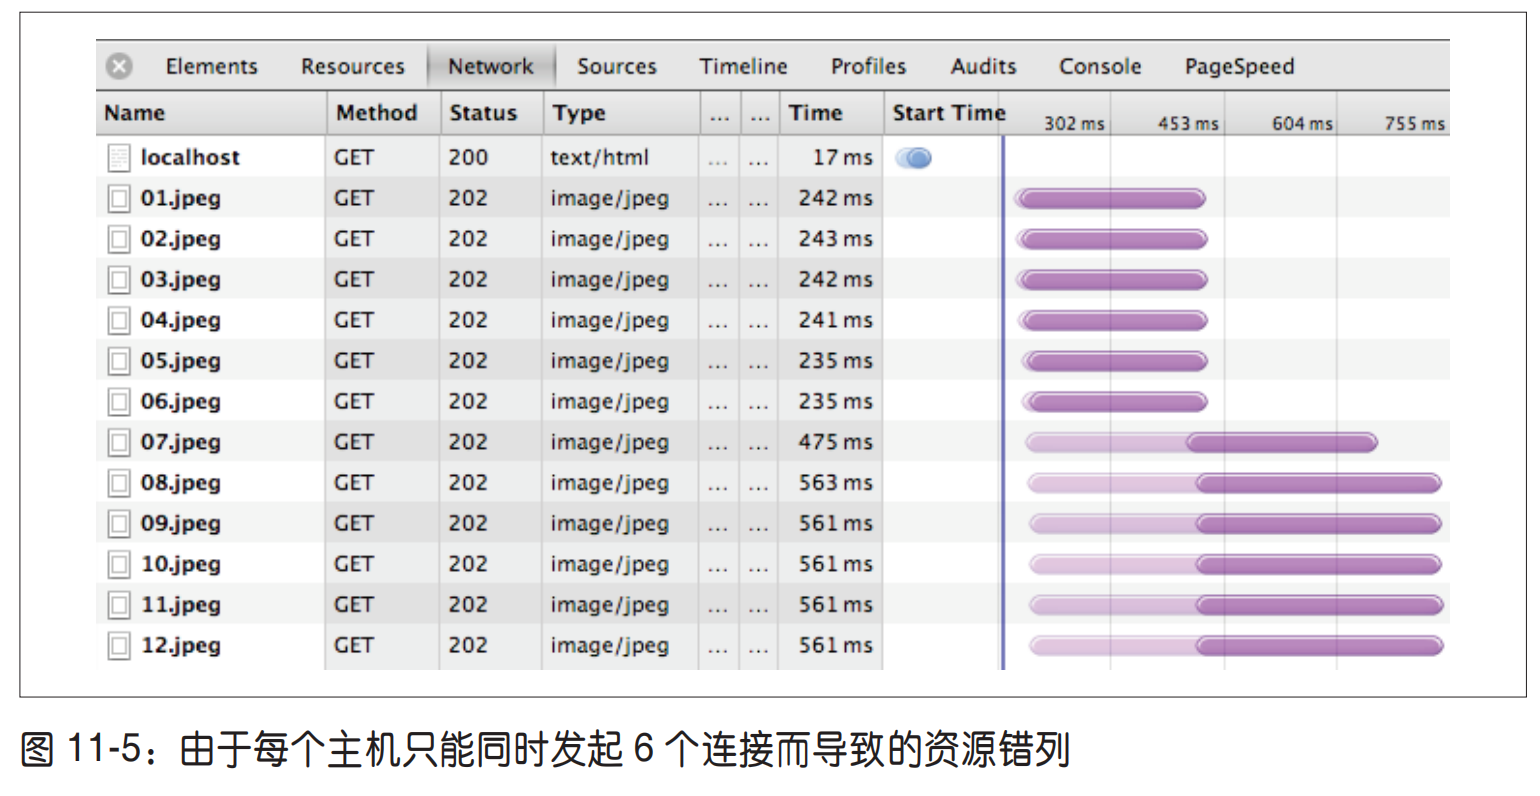 Elements Resources Network Sources Timeline Profiles Audits Console PageSpeed
Name Method Status Type ... ... Time Start Time 302 ms 453 ms 604 ms 755 ms
localhost GET 200 text/html ... ... 17 ms
01.jpeg GET 202 image/jpeg ... ... 242 ms
02.jpeg GET 202 image/jpeg ... ... 243 ms
03.jpeg GET 202 image/jpeg ... ... 242 ms
04.jpeg GET 202 image/jpeg ... ... 241 ms
05.jpeg GET 202 image/jpeg ... ... 235 ms
06.jpeg GET 202 image/jpeg ... ... 235 ms
07.jpeg GET 202 image/jpeg ... ... 475 ms
08.jpeg GET 202 image/jpeg ... ... 563 ms
09.jpeg GET 202 image/jpeg ... ... 561 ms
10.jpeg GET 202 image/jpeg ... ... 561 ms
11.jpeg GET 202 image/jpeg ... ... 561 ms
12.jpeg GET 202 image/jpeg ... ... 561 ms
图 11-5：由于每个主机只能同时发起 6 个连接而导致的资源错列